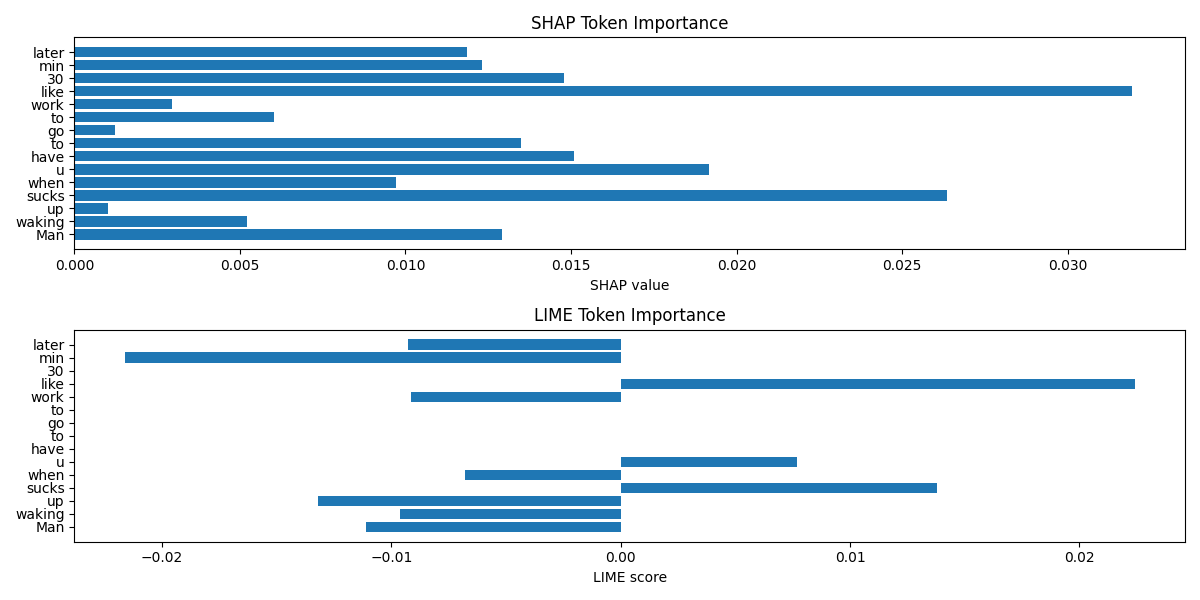 SHAP Token Importance
later
min
30
like
work
to
go
to
have
u
when
sucks
up
waking
Man
0.000 0.005 0.010 0.015 0.020 0.025 0.030
SHAP value
LIME Token Importance
later
min
30
like
work
to
go
to
have
u
when
sucks
up
waking
Man
−0.02 −0.01 0.00 0.01 0.02
LIME score